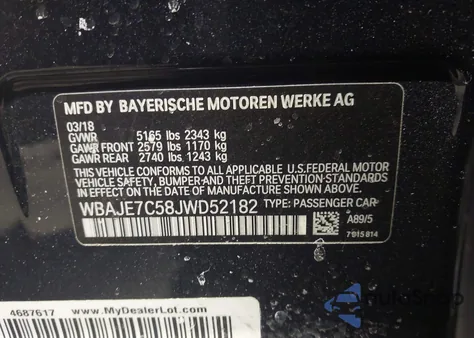 MFD BY BAYERISCHE MOTOREN WERKE AG
03/18
GVWR 5165 lbs 2343 kg
GAWR FRONT 2579 lbs 1170 kg
GAWR REAR 2740 lbs 1243 kg
THIS VEHICLE CONFORMS TO ALL APPLICABLE U.S.FEDERAL MOTOR
VEHICLE SAFETY, BUMPER, AND THEFT PREVENTION STANDARDS
IN EFFECT ON THE DATE OF MANUFACTURE SHOWN ABOVE.
WBAJE7C58JWD52182 TYPE: PASSENGER CAR
A89/5
7 915 814
4687617 www.MyDealerLot.com